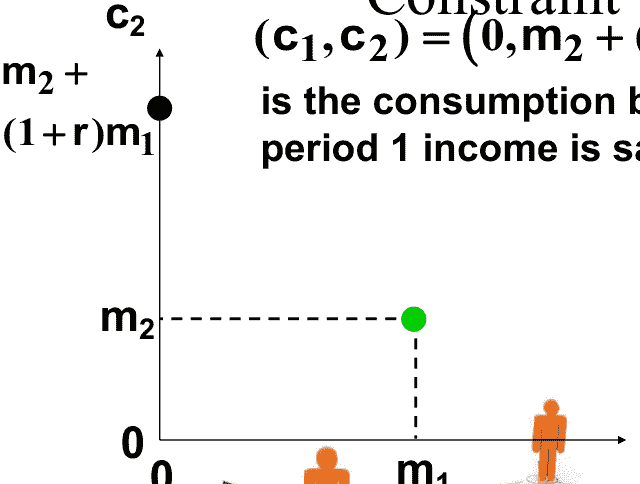 Constraint
c₂
(c₁,c₂) = (0,m₂ +
m₂ +
is the consumption
(1+r)m₁
period 1 income is
m₂
0
0
m₁